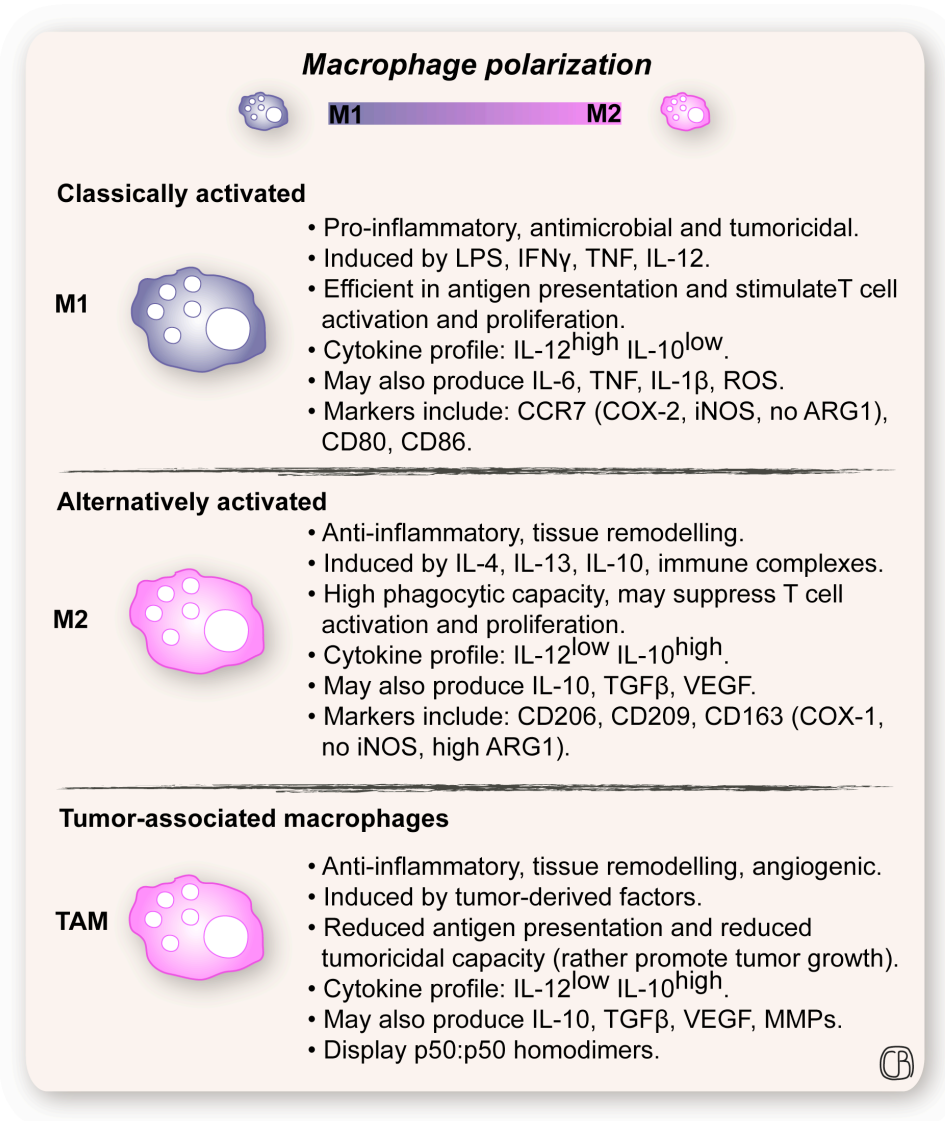 Macrophage polarization
M1 M2
Classically activated
M1
• Pro-inflammatory, antimicrobial and tumoricidal.
• Induced by LPS, IFNγ, TNF, IL-12.
• Efficient in antigen presentation and stimulateT cell
activation and proliferation.
• Cytokine profile: IL-12high IL-10low.
• May also produce IL-6, TNF, IL-1β, ROS.
• Markers include: CCR7 (COX-2, iNOS, no ARG1),
CD80, CD86.
Alternatively activated
M2
• Anti-inflammatory, tissue remodelling.
• Induced by IL-4, IL-13, IL-10, immune complexes.
• High phagocytic capacity, may suppress T cell
activation and proliferation.
• Cytokine profile: IL-12low IL-10high.
• May also produce IL-10, TGFβ, VEGF.
• Markers include: CD206, CD209, CD163 (COX-1,
no iNOS, high ARG1).
Tumor-associated macrophages
TAM
• Anti-inflammatory, tissue remodelling, angiogenic.
• Induced by tumor-derived factors.
• Reduced antigen presentation and reduced
tumoricidal capacity (rather promote tumor growth).
• Cytokine profile: IL-12low IL-10high.
• May also produce IL-10, TGFβ, VEGF, MMPs.
• Display p50:p50 homodimers.
CB